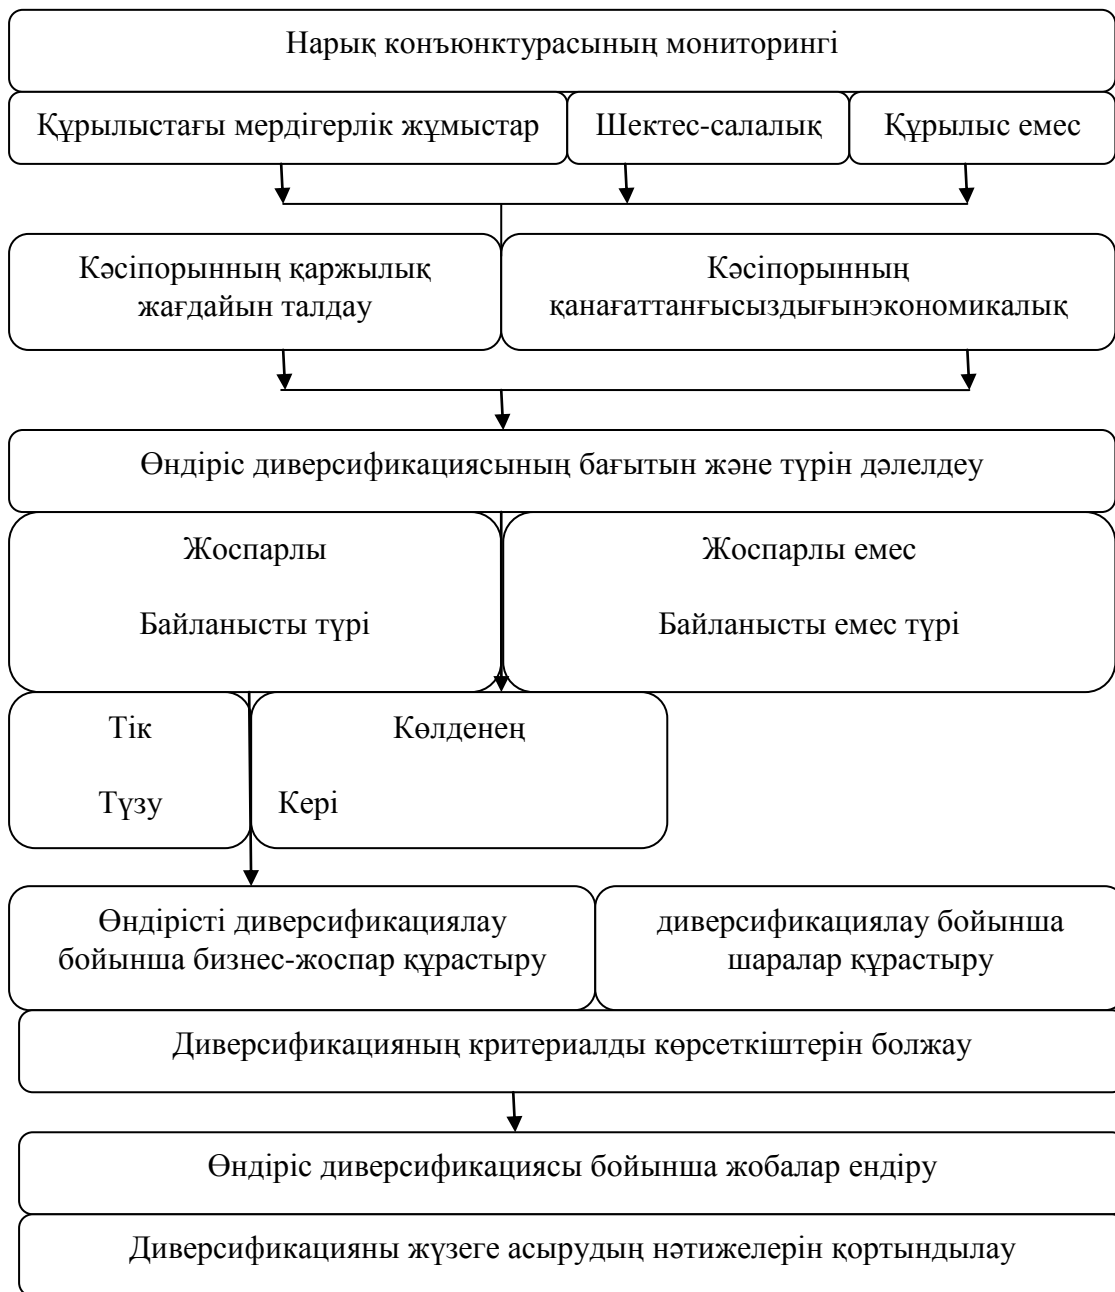 Нарық конъюнктурасының мониторингі
Құрылыстағы мердігерлік жұмыстар
Шектес-салалық
Құрылыс емес
Кәсіпорынның қаржылық
жағдайын талдау
Кәсіпорынның
қанағаттанғысыздығынэкономикалық
Өндіріс диверсификациясының бағытын және түрін дәлелдеу
Жоспарлы
Байланысты түрі
Жоспарлы емес
Байланысты емес түрі
Тік
Түзу
Көлденең
Кері
Өндірісті диверсификациялау
бойынша бизнес-жоспар құрастыру
диверсификациялау бойынша
шаралар құрастыру
Диверсификацияның критериалды көрсеткіштерін болжау
Өндіріс диверсификациясы бойынша жобалар ендіру
Диверсификацияны жүзеге асырудың нәтижелерін қортындылау